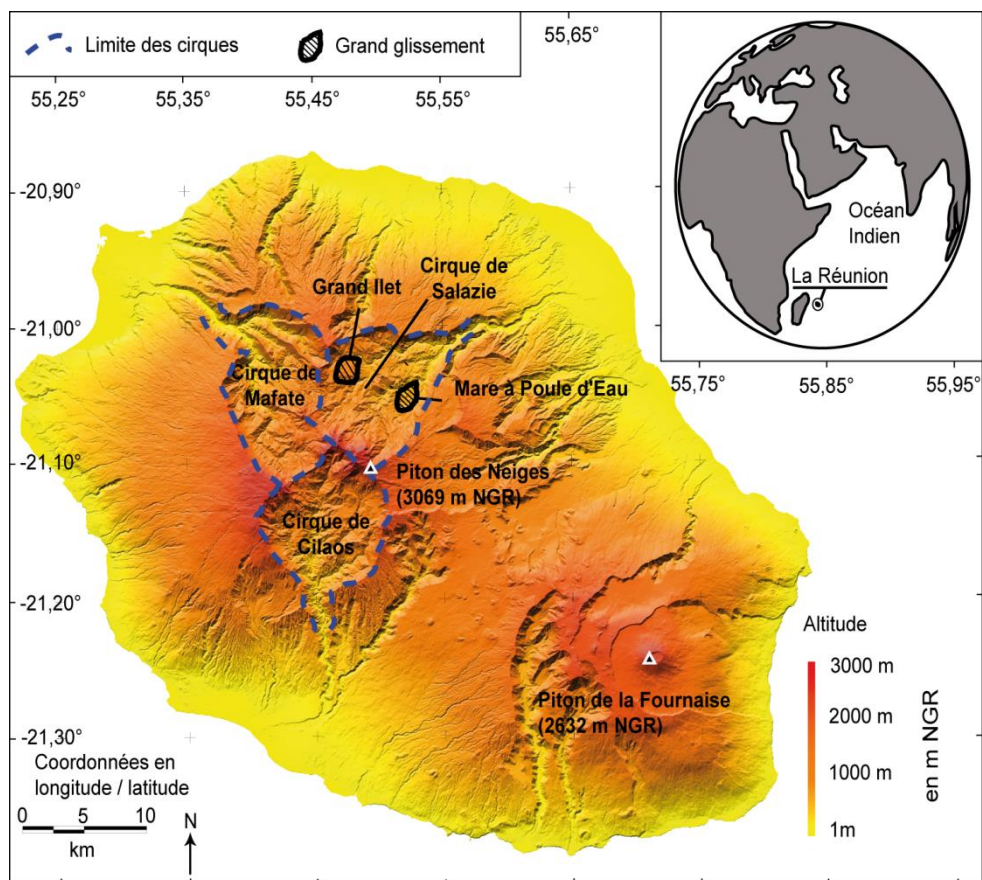 Limite des cirques
Grand glissement
55,65°
55,25°
55,35°
55,45°
55,55°
Océan
Indien
La Réunion
-20,90°
Cirque de
Salazie
Grand Ilet
-21,00°
55,75°
55,85°
55,95°
Cirque de
Mafate
Mare à Poule d'Eau
-21,10°
Piton des Neiges
(3069 m NGR)
Cirque de
Cilaos
-21,20°
Altitude
3000 m
2000 m
1000 m
1m
en m NGR
Piton de la Fournaise
(2632 m NGR)
-21,30°
Coordonnées en
longitude / latitude
0 5 10
km
N